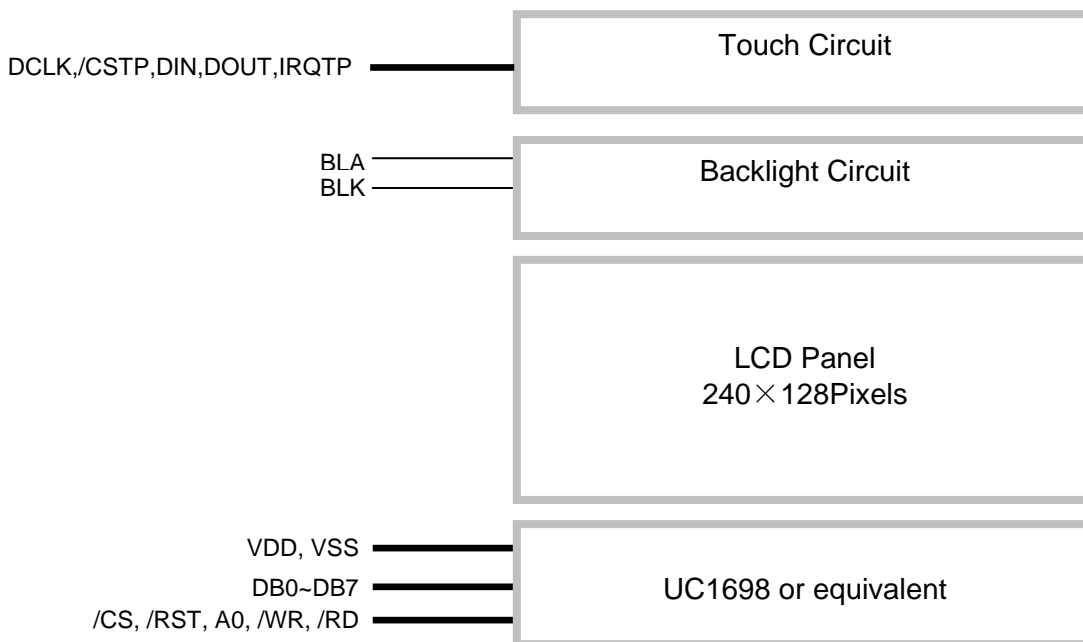 Touch Circuit
DCLK,/CSTP,DIN,DOUT,IRQTP
BLA
BLK
Backlight Circuit
LCD Panel
240×128Pixels
VDD, VSS
DB0~DB7
/CS, /RST, A0, /WR, /RD
UC1698 or equivalent